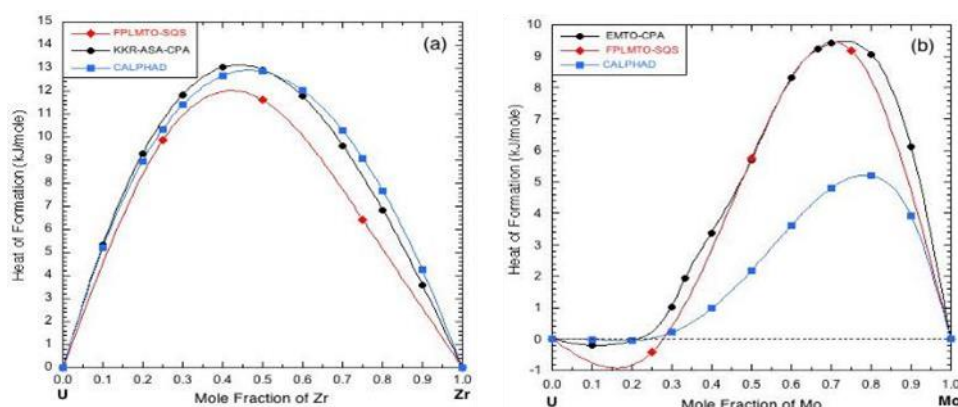 (a)
FPLMTO-SQS
KKR-ASA-CPA
CALPHAD
Heat of Formation (kJ/mole)
15
14
13
12
11
10
9
8
7
6
5
4
3
2
1
0
0.0 0.1 0.2 0.3 0.4 0.5 0.6 0.7 0.8 0.9 1.0
U Mole Fraction of Zr Zr
(b)
EMTO-CPA
FPLMTO-SQS
CALPHAD
Heat of Formation (kJ/mole)
10
9
8
7
6
5
4
3
2
1
0
-1
0.0 0.1 0.2 0.3 0.4 0.5 0.6 0.7 0.8 0.9 1.0
U Mole Fraction of Mo Mo